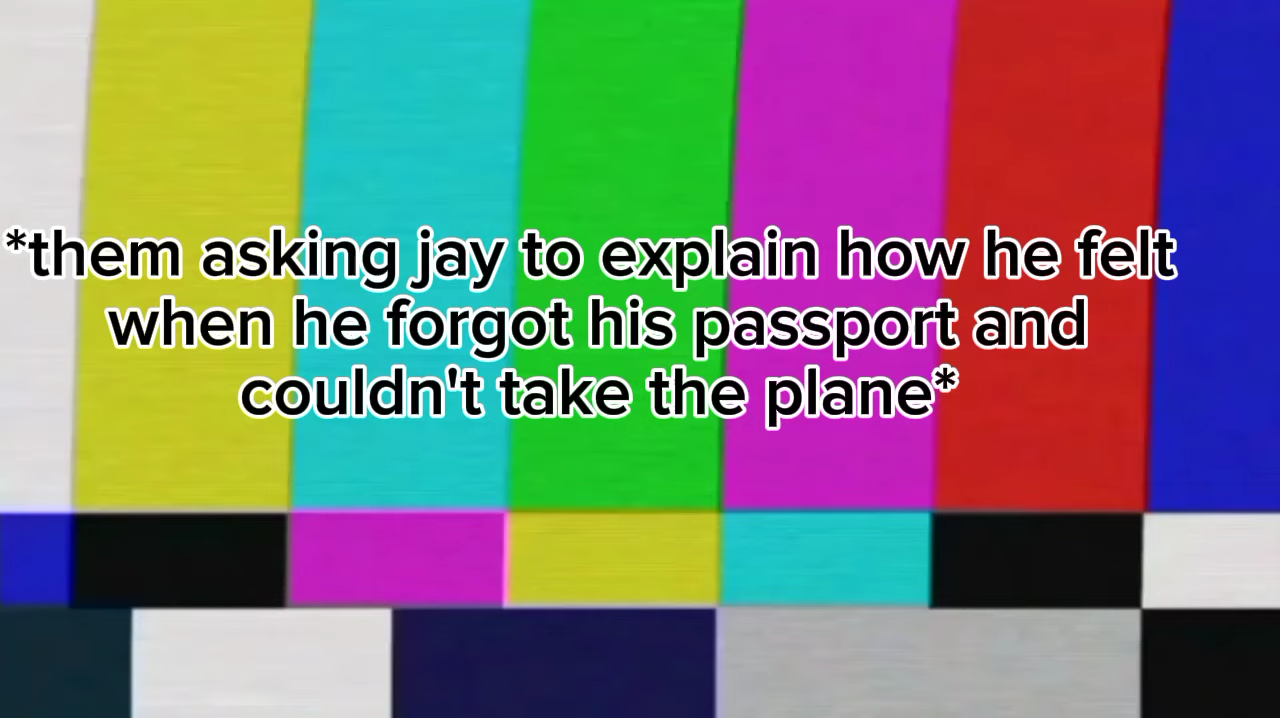 *them asking jay to explain how he felt
when he forgot his passport and
couldn't take the plane*